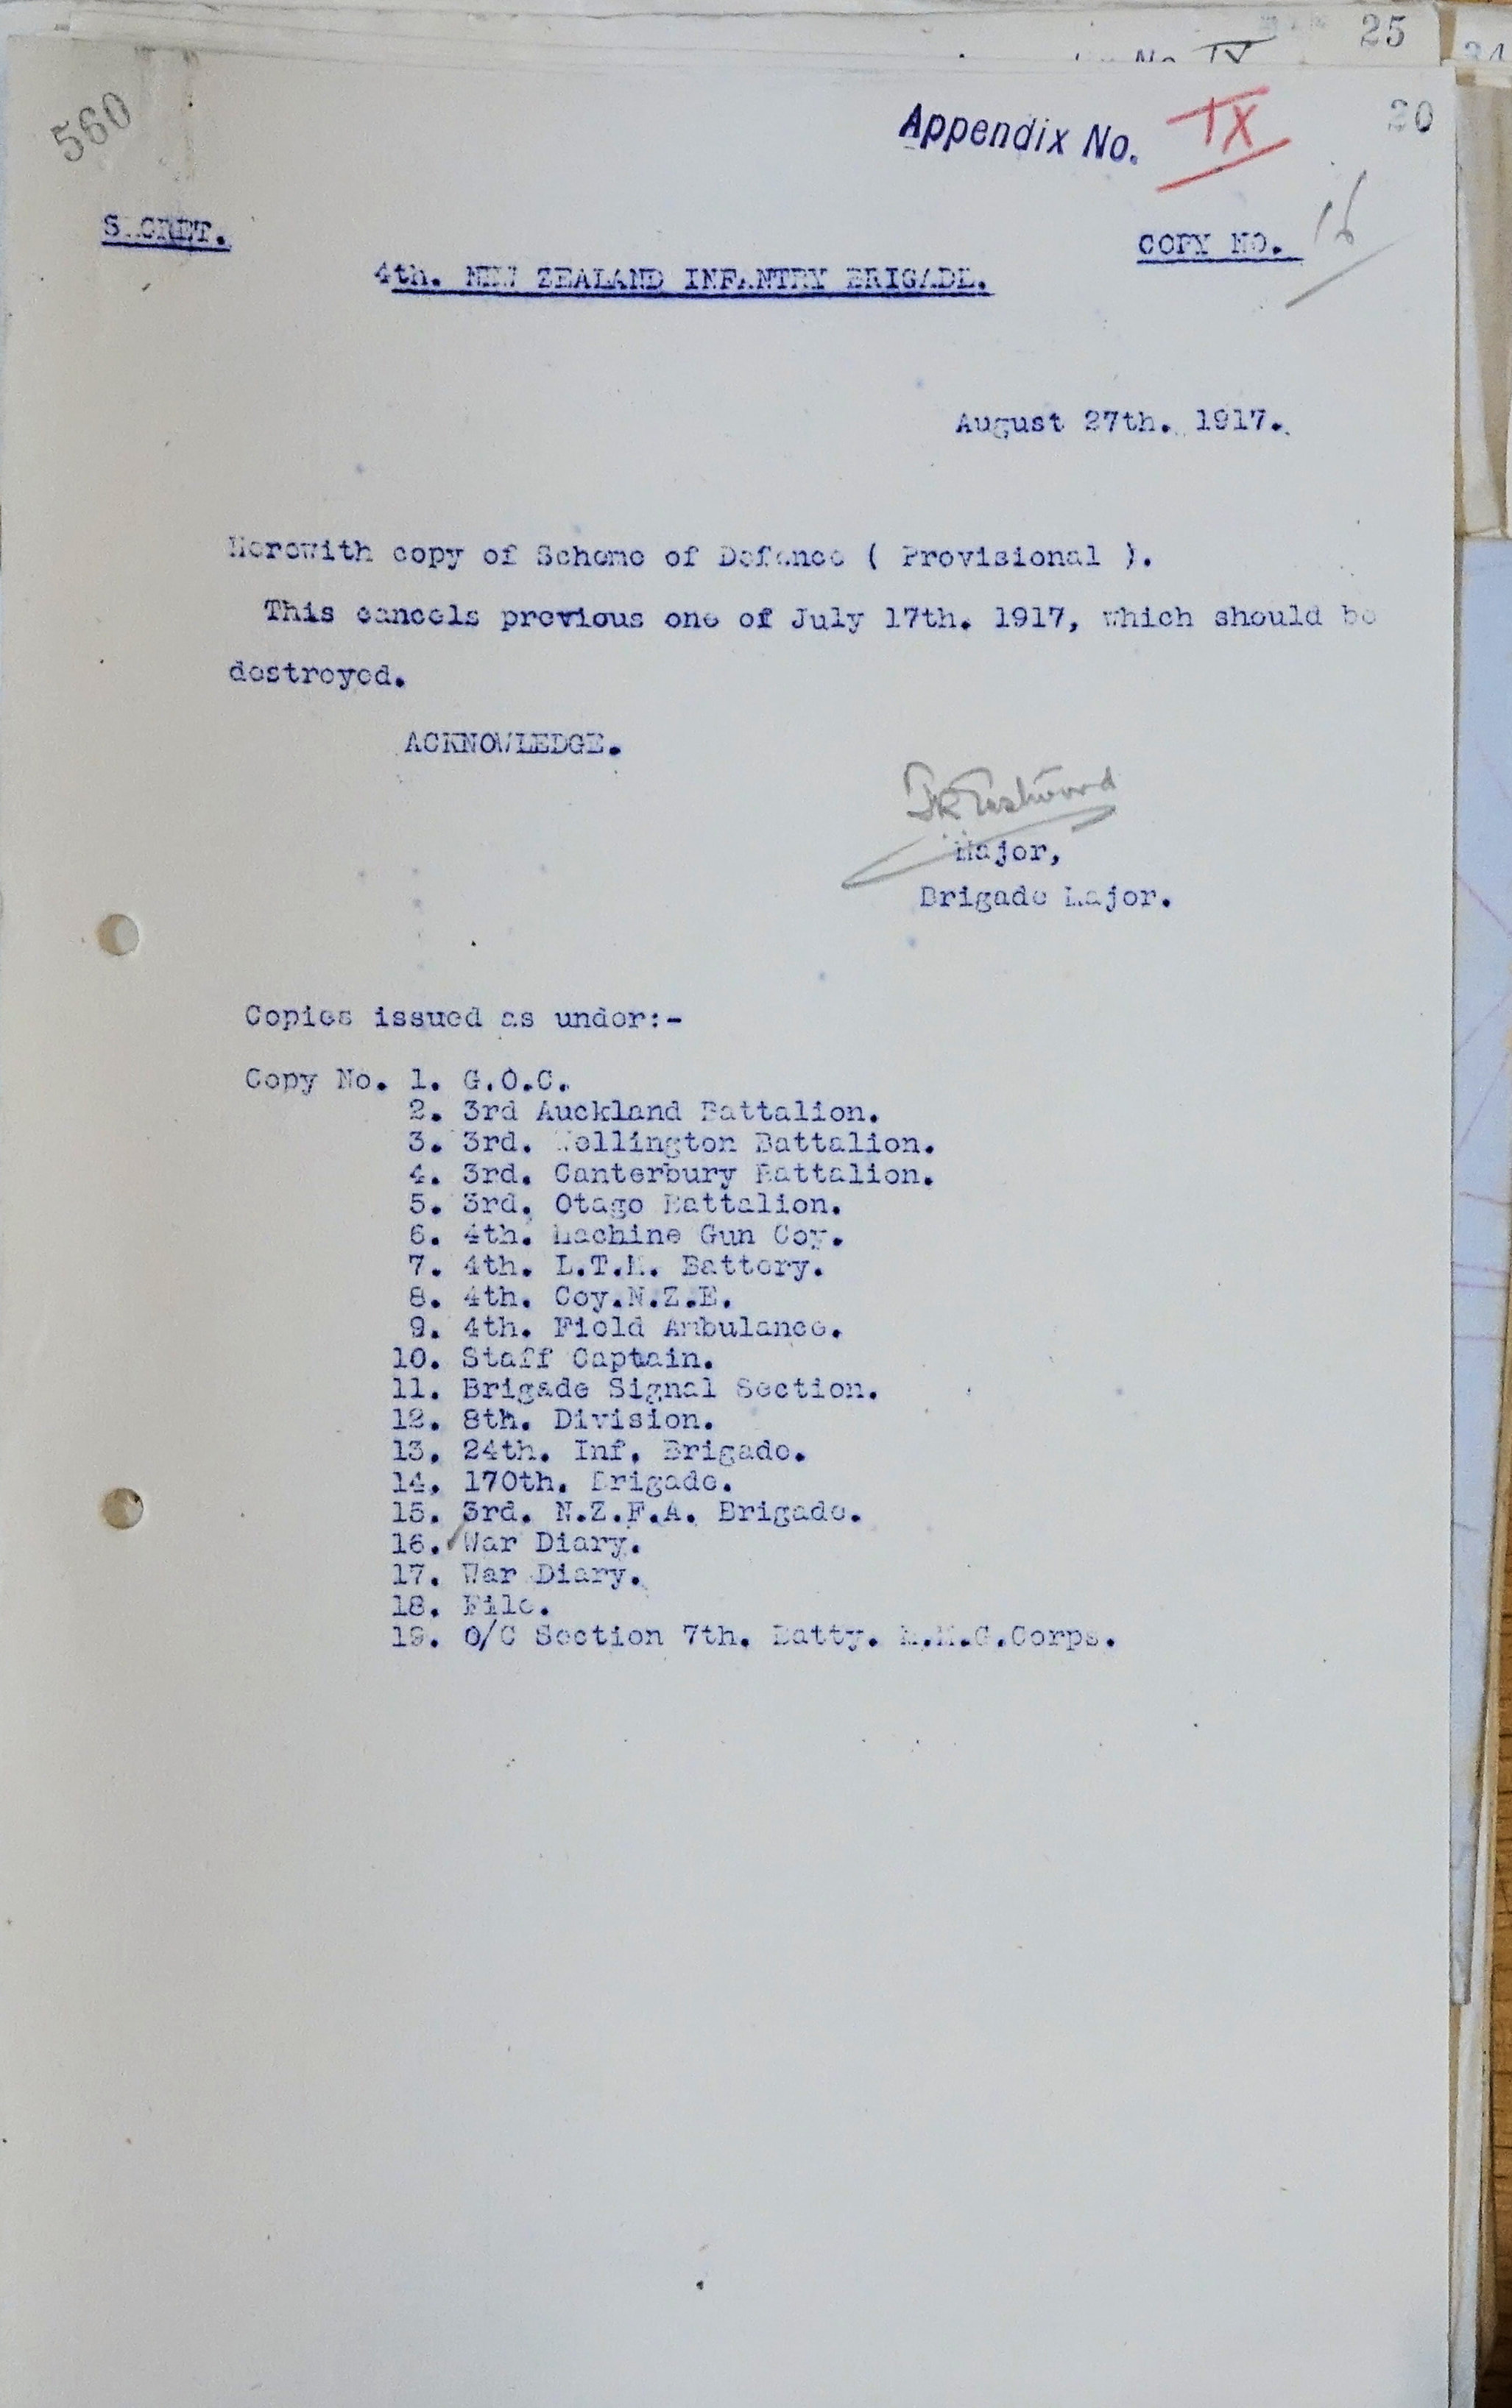 25
No IV
560
Appendix No. IX
20
SECRET.
COPY NO. 16
4th. NEW ZEALAND INFANTRY BRIGADE.
August 27th. 1917.
Herewith copy of Scheme of Defence ( Provisional ).
This cancels previous one of July 17th. 1917, which should be
destroyed.
ACKNOWLEDGE.
TREastwood
Major,
Brigade Major.
Copies issued as under:-
Copy No. 1. G.O.C.
2. 3rd Auckland Battalion.
3. 3rd. Wellington Battalion.
4. 3rd. Canterbury Battalion.
5. 3rd. Otago Battalion.
6. 4th. Machine Gun Coy.
7. 4th. L.T.M. Battery.
8. 4th. Coy.N.Z.E.
9. 4th. Field Ambulance.
10. Staff Captain.
11. Brigade Signal Section.
12. 8th. Division.
13. 24th. Inf. Brigade.
14. 170th. Brigade.
15. 3rd. N.Z.F.A. Brigade.
16. War Diary.
17. War Diary.
18. File.
19. O/C Section 7th. Batty. M.M.G.Corps.